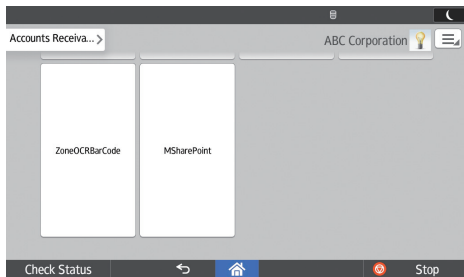 Accounts Receiva...
ABC Corporation
ZoneOCRBarCode
MSharePoint
Check Status
Stop